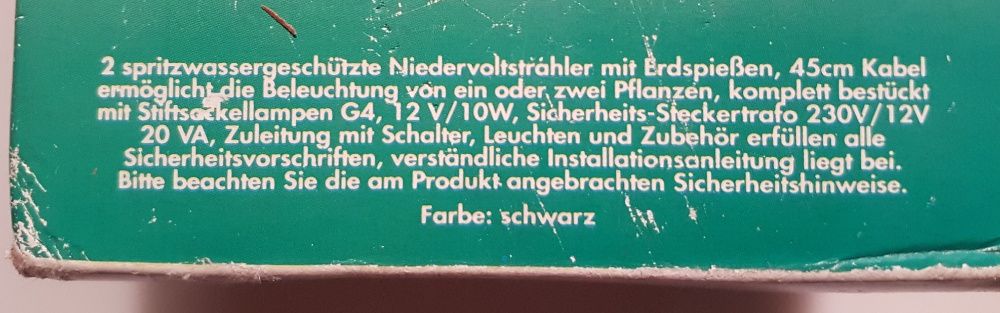 2 spritzwassergeschützte Niedervoltstrahler mit Erdspießen, 45cm Kabel
ermöglicht die Beleuchtung von ein oder zwei Pflanzen, komplett bestückt
mit Stiftsockellampen G4, 12 V/10W, Sicherheits-Steckertrafo 230V/12V
20 VA, Zuleitung mit Schalter, Leuchten und Zubehör erfüllen alle
Sicherheitsvorschriften, verständliche Installationsanleitung liegt bei.
Bitte beachten Sie die am Produkt angebrachten Sicherheitshinweise.
Farbe: schwarz